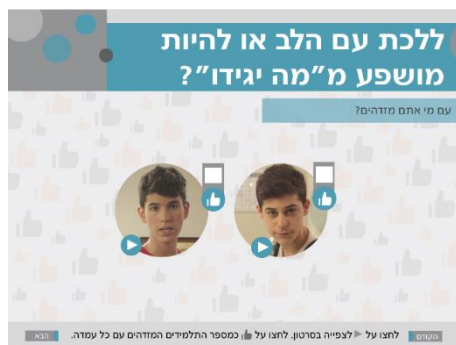 ללכת עם הלב או להיות
מושפע מ"מה יגידו"?
עם מי אתם מזדהים?
הקודם
לחצו על לצפייה בסרטון. לחצו על כמספר התלמידים המזדהים עם כל עמדה.
הבא